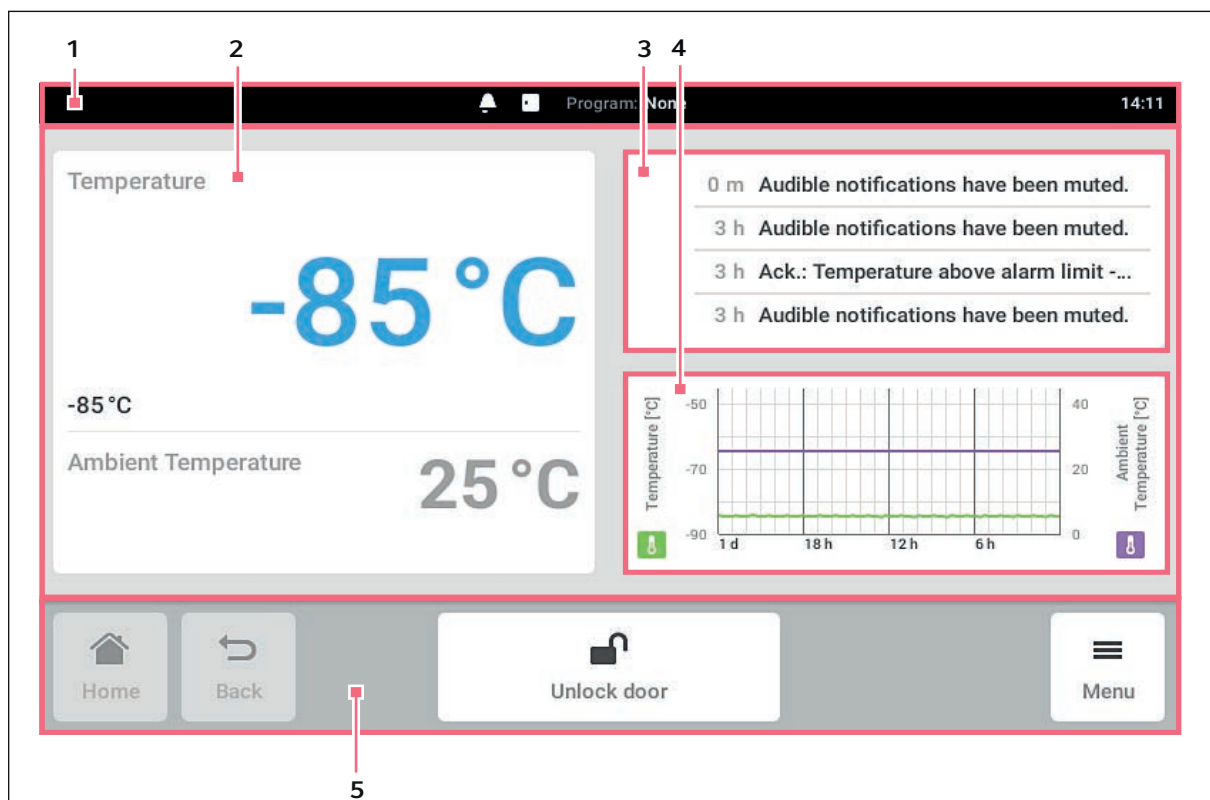 1 2 3 4
Program: None 14:11
Temperature
-85 °C
-85 °C
Ambient Temperature 25 °C
0 m Audible notifications have been muted.
3 h Audible notifications have been muted.
3 h Ack.: Temperature above alarm limit -...
3 h Audible notifications have been muted.
Temperature [°C]
-50
-70
-90
1 d 18 h 12 h 6 h
40
20
0
Ambient
Temperature [°C]
Home Back Unlock door Menu
5